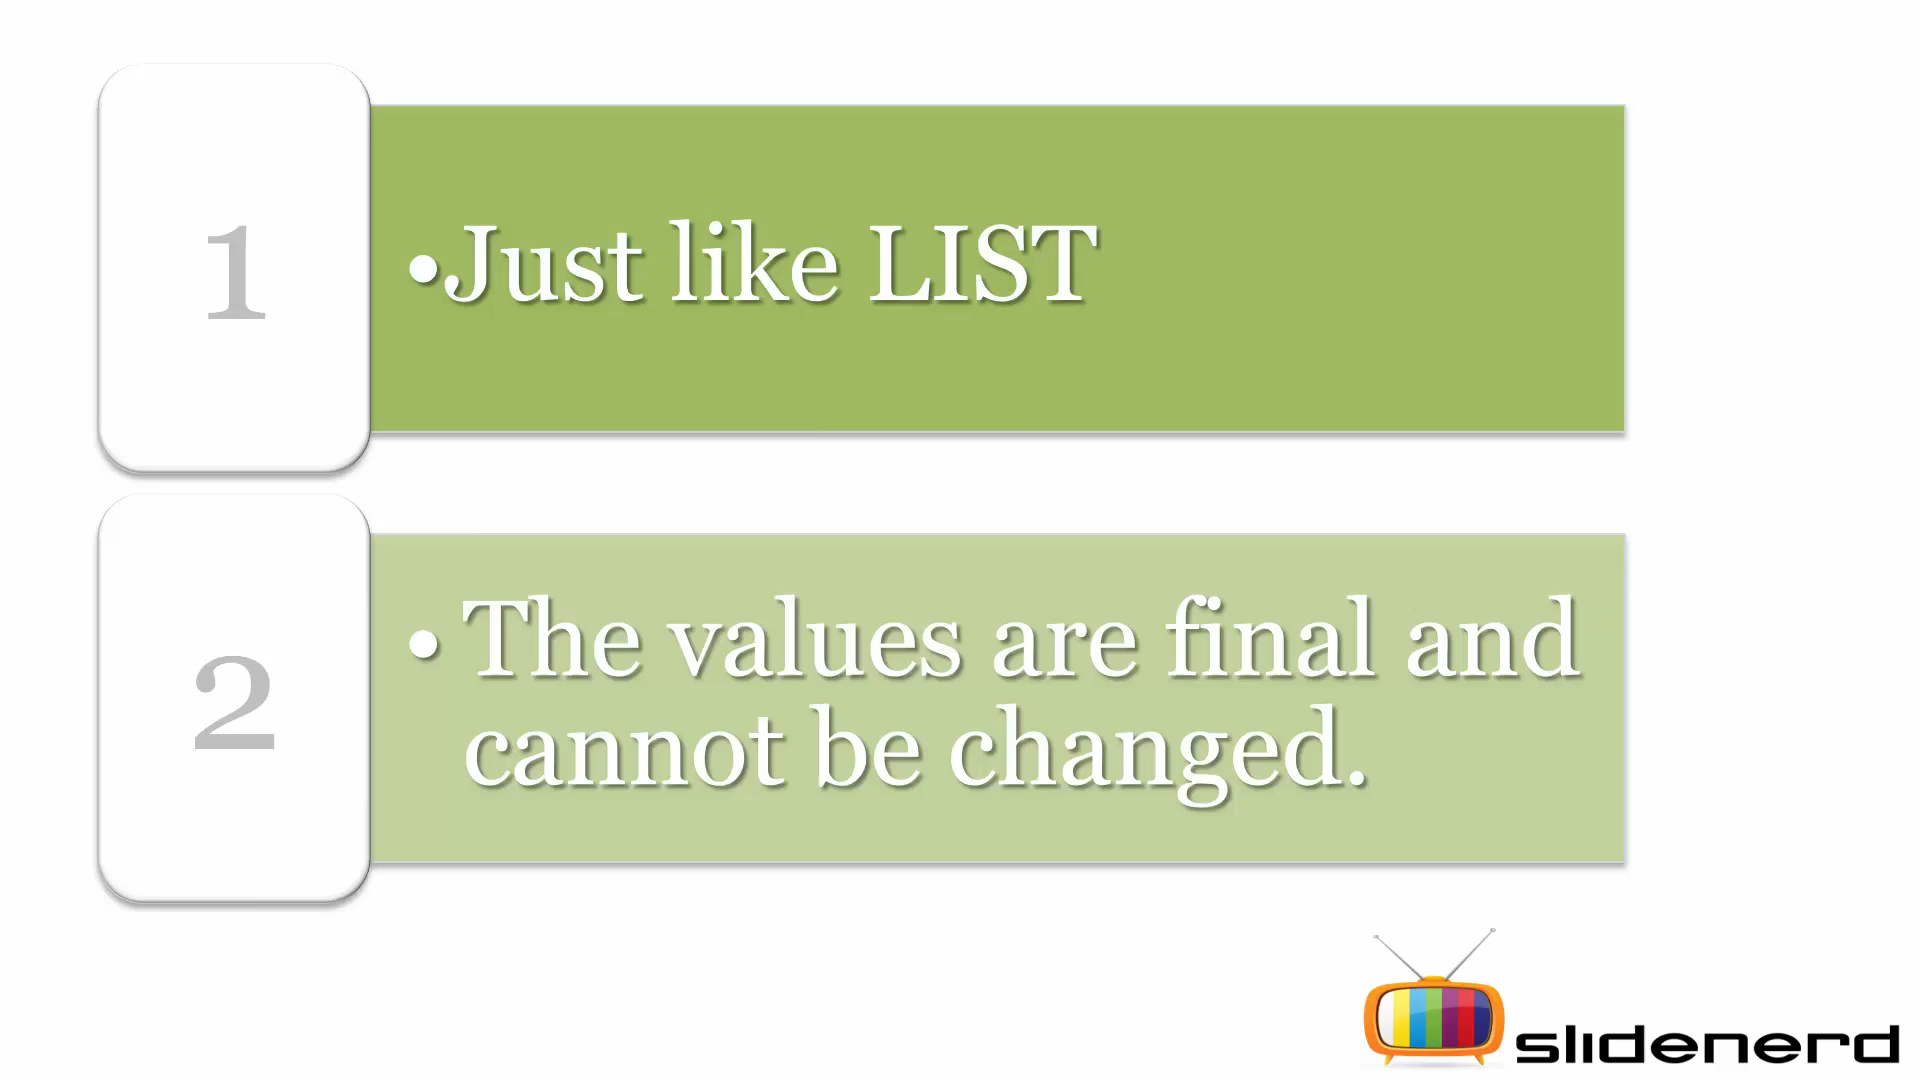 1
•Just like LIST
2
• The values are final and
cannot be changed.
slidenerd